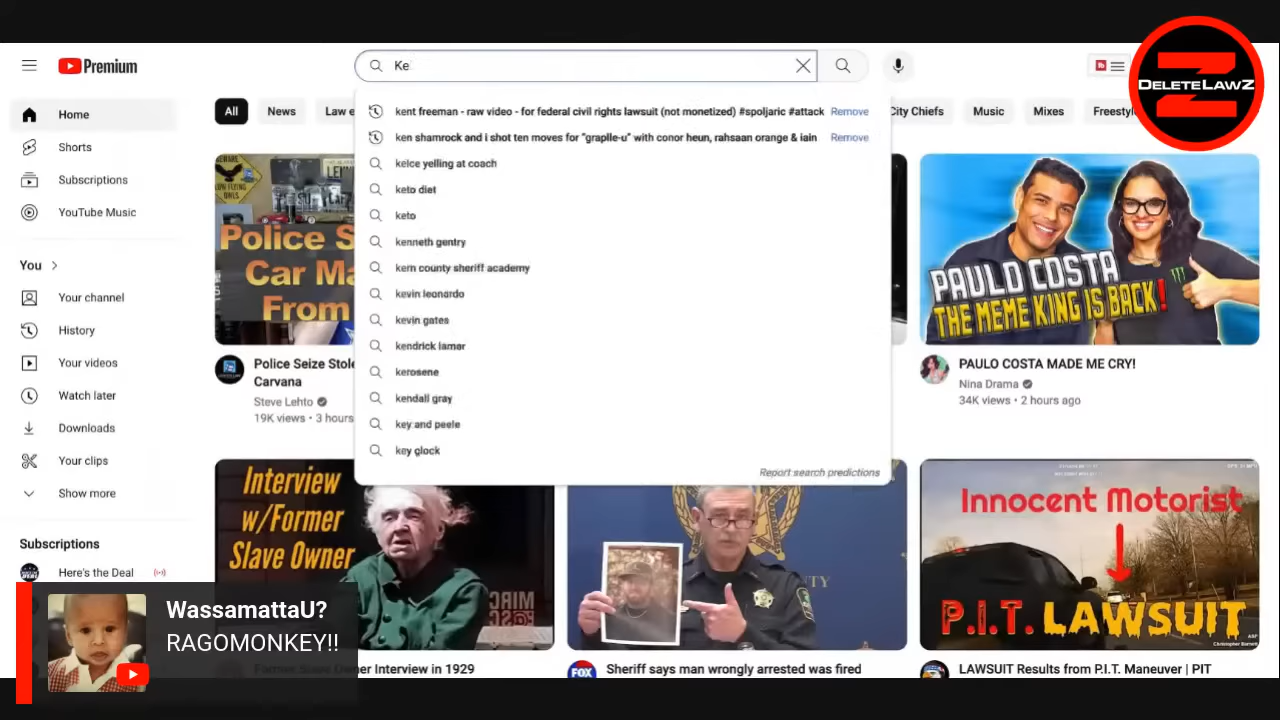 Premium
Ke
DELETELAWZ
Home
Shorts
Subscriptions
YouTube Music
You
Your channel
History
Your videos
Watch later
Downloads
Your clips
Show more
Subscriptions
Here's the Deal
All
News
Law e
City Chiefs
Music
Mixes
Freesty
kent freeman - raw video - for federal civil rights lawsuit (not monetized) #spoljaric #attack
Remove
ken shamrock and i shot ten moves for "graplle-u" with conor heun, rahsaan orange & iain
Remove
kelce yelling at coach
keto diet
keto
kenneth gentry
kern county sheriff academy
kevin leonardo
kevin gates
kendrick lamar
kerosene
kendall gray
key and peele
key glock
Report search predictions
Police S
Car Ma
From
Police Seize Stole
Carvana
Steve Lehto
19K views • 3 hours
PAULO COSTA
THE MEME KING IS BACK!
PAULO COSTA MADE ME CRY!
Nina Drama
34K views • 2 hours ago
Interview
w/Former
Slave Owner
Former Slave Owner Interview in 1929
FOX
Sheriff says man wrongly arrested was fired
Innocent Motorist
P.I.T. LAWSUIT
LAWSUIT Results from P.I.T. Maneuver | PIT
WassamattaU?
RAGOMONKEY!!